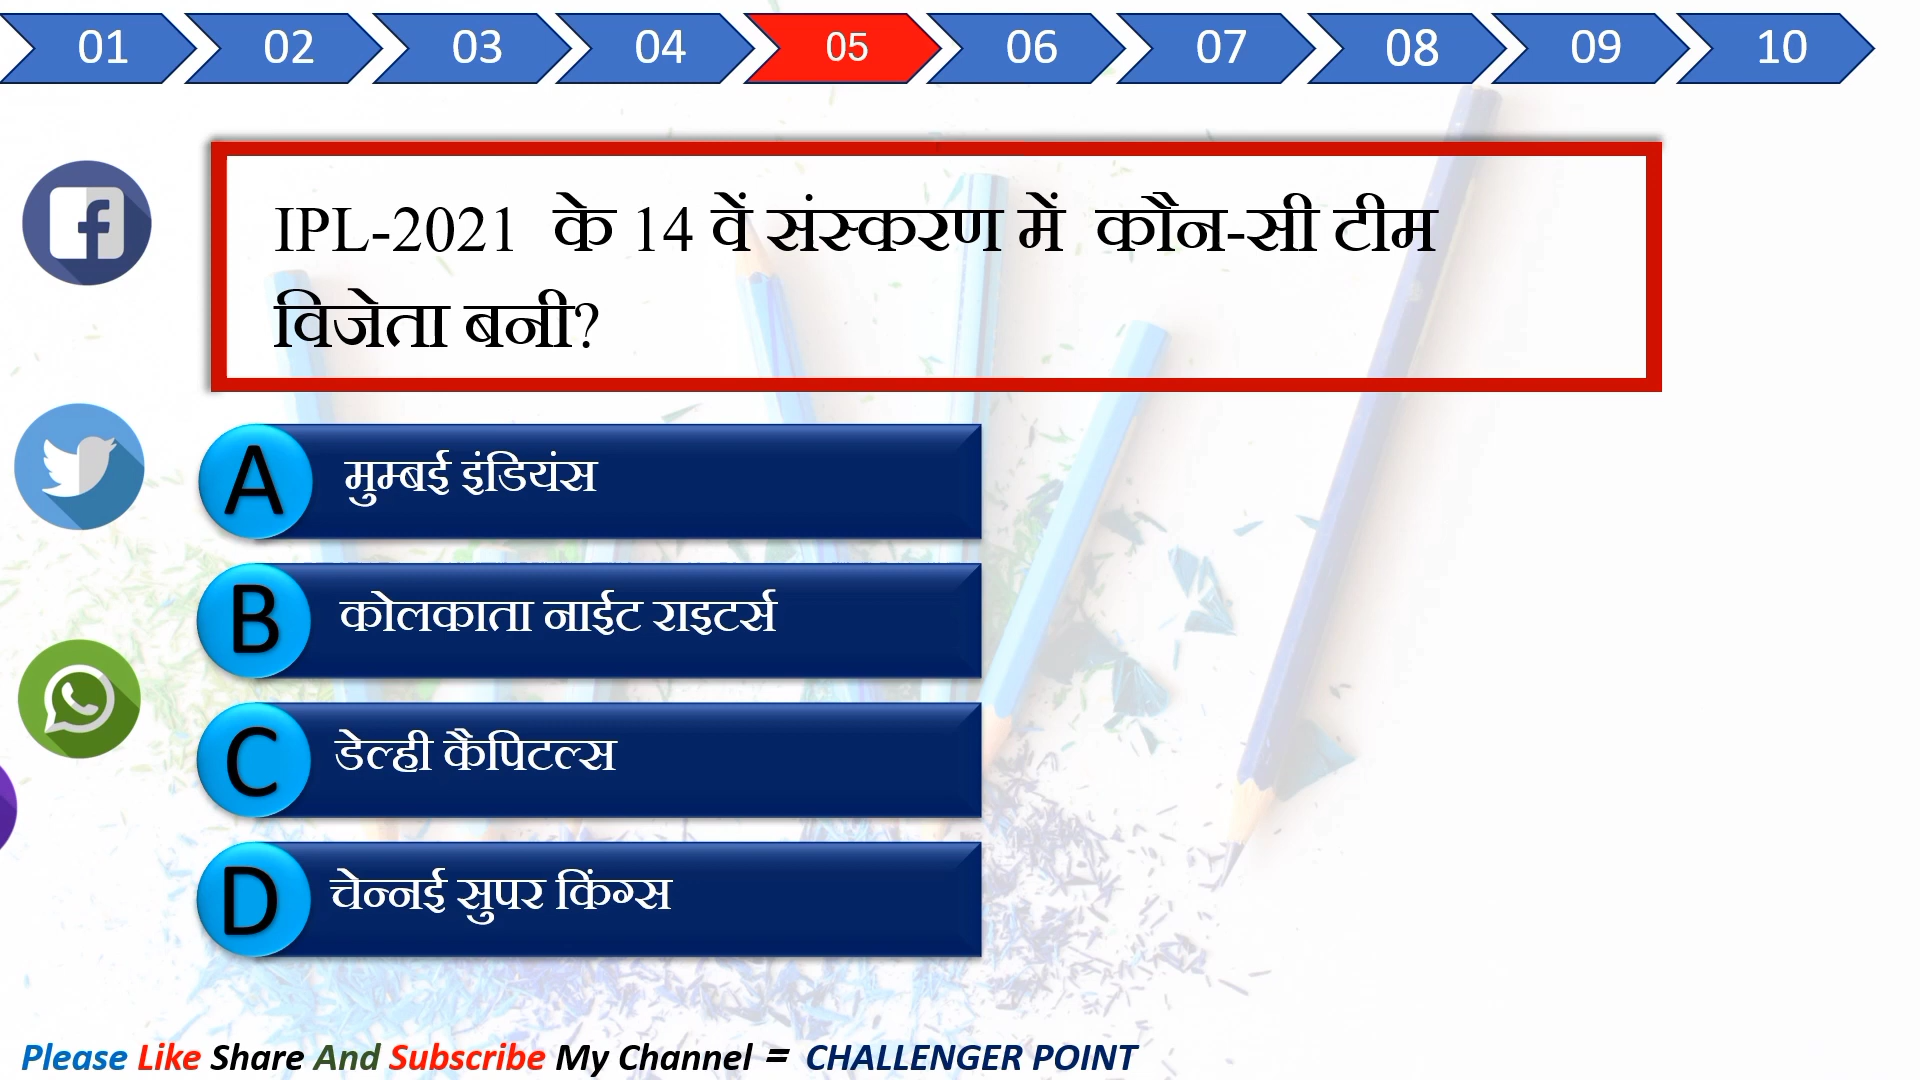 01 02 03 04 05 06 07 08 09 10
IPL-2021 के 14 वें संस्करण में कौन-सी टीम
विजेता बनी?
A मुम्बई इंडियंस
B कोलकाता नाईट राइटर्स
C डेल्ही कैपिटल्स
D चेन्नई सुपर किंग्स
Please Like Share And Subscribe My Channel = CHALLENGER POINT